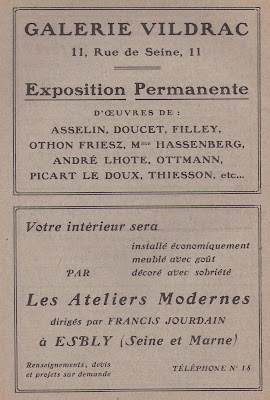 GALERIE VILDRAC
11, Rue de Seine, 11
Exposition Permanente
D'ŒUVRES DE :
ASSELIN, DOUCET, FILLEY,
OTHON FRIESZ, Mme HASSENBERG,
ANDRÉ LHOTE, OTTMANN,
PICART LE DOUX, THIESSON, etc...
Votre intérieur sera
installé économiquement
meublé avec goût
PAR décoré avec sobriété
Les Ateliers Modernes
dirigés par FRANCIS JOURDAIN
à ESBLY (Seine et Marne)
Renseignements, devis
et projets sur demande
TÉLÉPHONE No 18